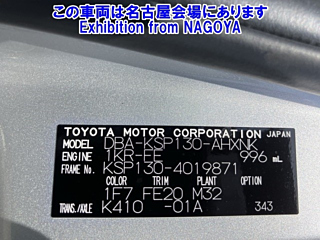 この車両は名古屋会場にあります
Exhibition from NAGOYA
TOYOTA MOTOR CORPORATION JAPAN
MODEL DBA-KSP130-AHXNK
ENGINE 1KR-FE 996 mL
FRAME No. KSP130-4019871
COLOR TRIM PLANT OPTION
1F7 FE20 M32
TRANS./AXLE K410 -01A 343